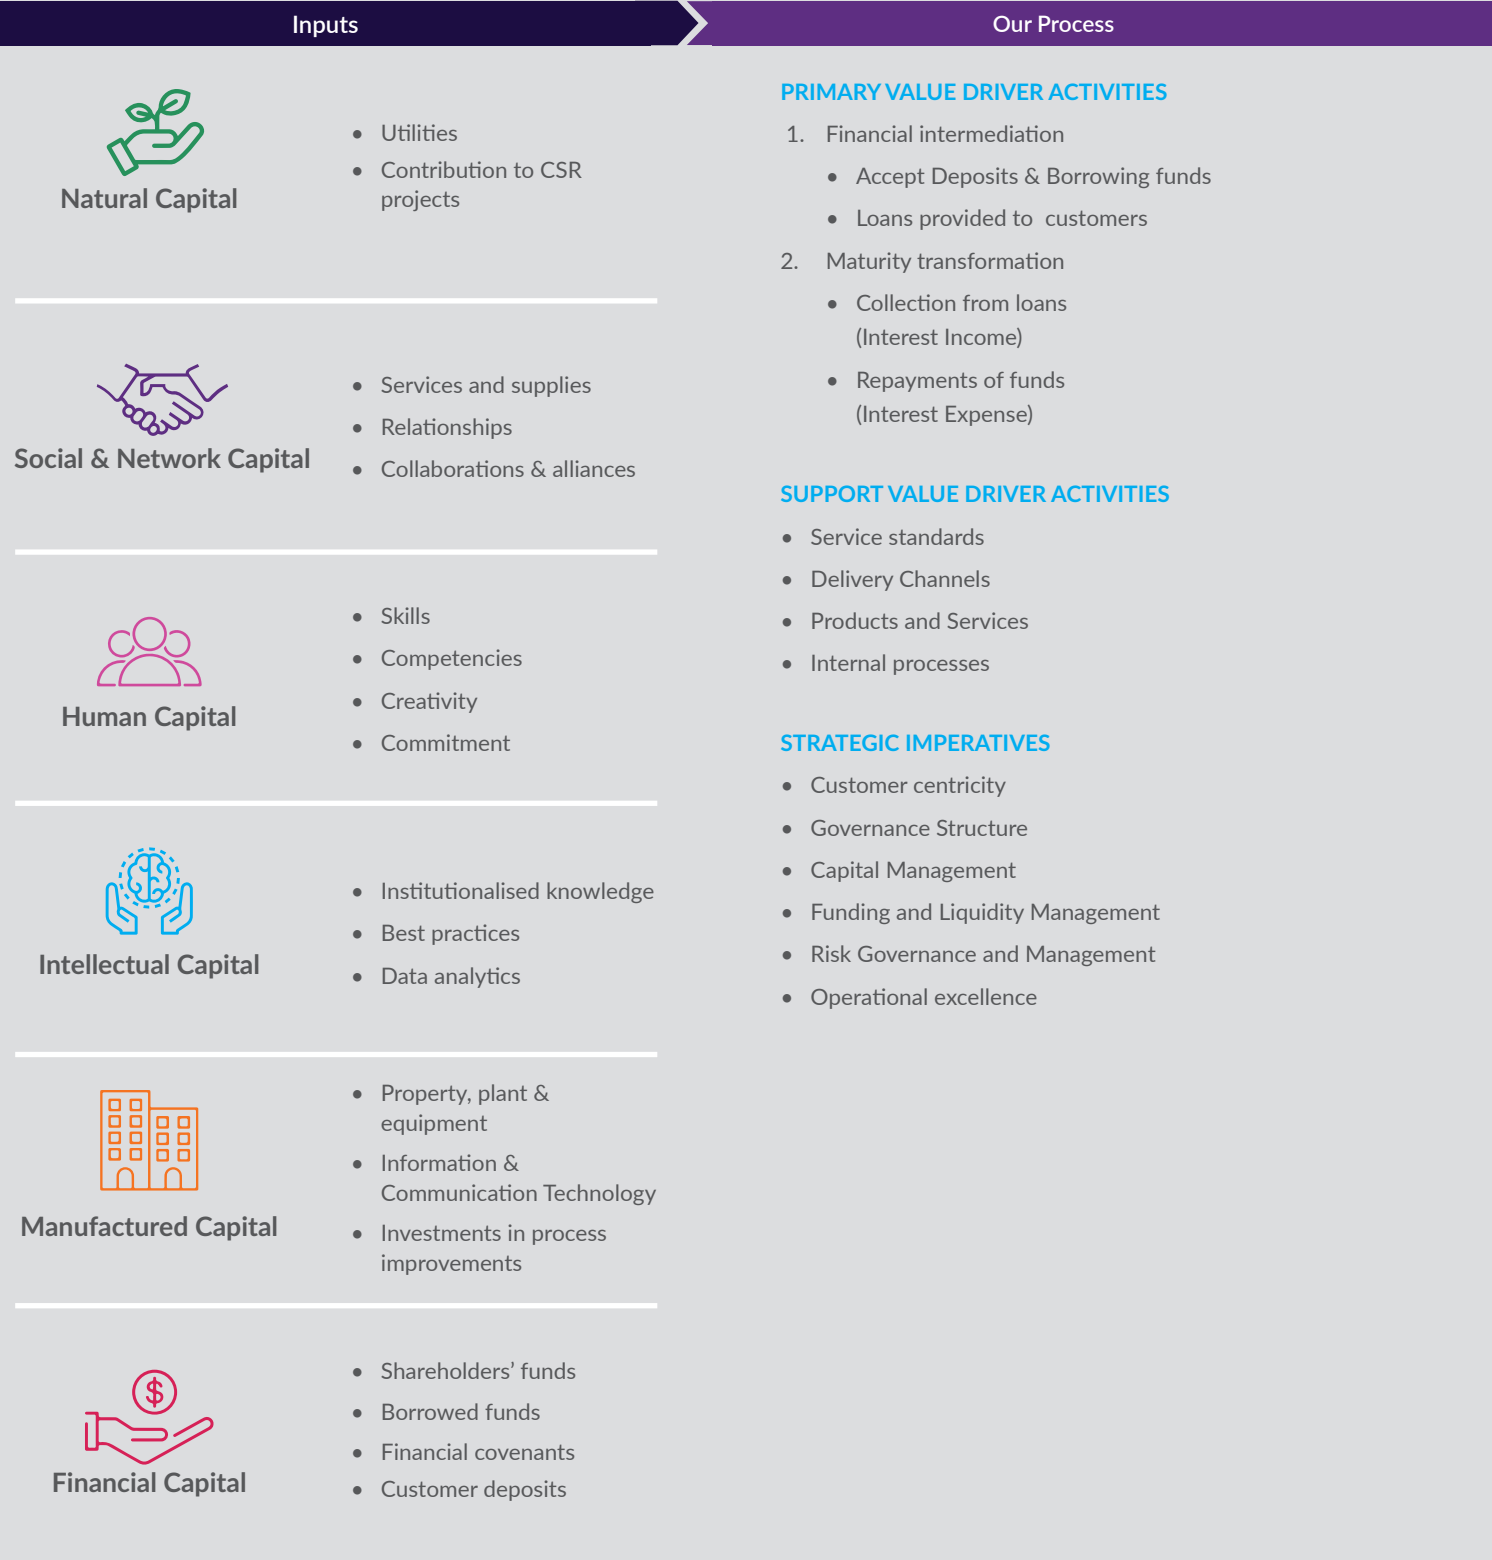 Inputs
Our Process
Natural Capital
• Utilities
• Contribution to CSR
projects
Social & Network Capital
• Services and supplies
• Relationships
• Collaborations & alliances
Human Capital
• Skills
• Competencies
• Creativity
• Commitment
Intellectual Capital
• Institutionalised knowledge
• Best practices
• Data analytics
Manufactured Capital
• Property, plant &
equipment
• Information &
Communication Technology
• Investments in process
improvements
$
Financial Capital
• Shareholders’ funds
• Borrowed funds
• Financial covenants
• Customer deposits
PRIMARY VALUE DRIVER ACTIVITIES
1. Financial intermediation
• Accept Deposits & Borrowing funds
• Loans provided to customers
2. Maturity transformation
• Collection from loans
(Interest Income)
• Repayments of funds
(Interest Expense)
SUPPORT VALUE DRIVER ACTIVITIES
• Service standards
• Delivery Channels
• Products and Services
• Internal processes
STRATEGIC IMPERATIVES
• Customer centricity
• Governance Structure
• Capital Management
• Funding and Liquidity Management
• Risk Governance and Management
• Operational excellence